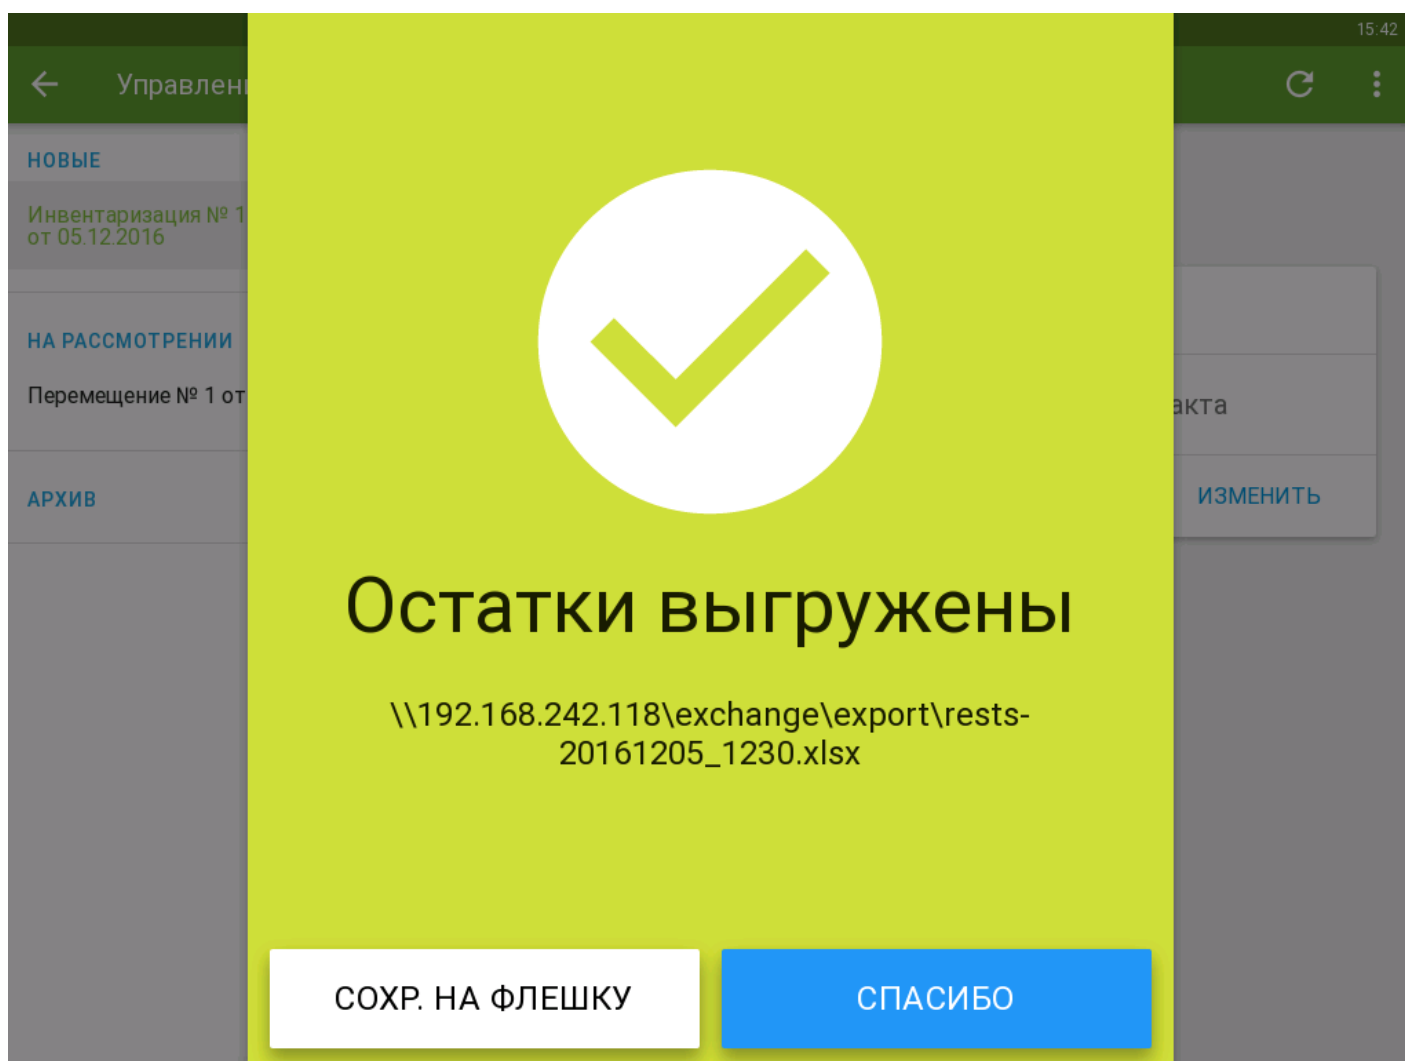 15:42
Управлен
НОВЫЕ
Инвентаризация № 1
от 05.12.2016
НА РАССМОТРЕНИИ
Перемещение № 1 от
АРХИВ
акта
ИЗМЕНИТЬ
Остатки выгружены
\\192.168.242.118\exchange\export\rests-
20161205_1230.xlsx
СОХР. НА ФЛЕШКУ
СПАСИБО